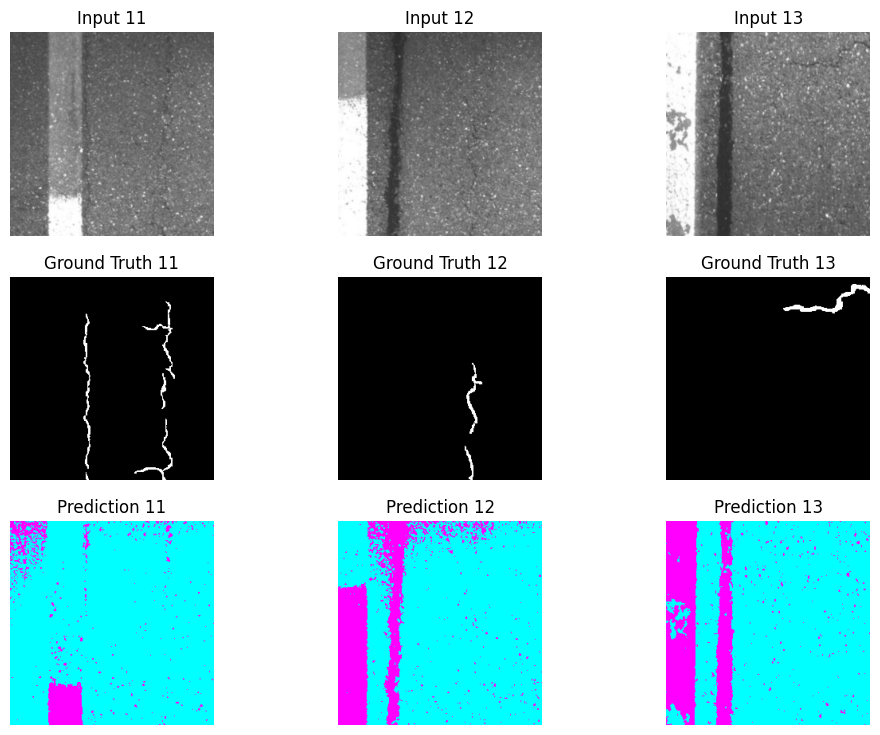 Input 11
Input 12
Input 13
Ground Truth 11
Ground Truth 12
Ground Truth 13
Prediction 11
Prediction 12
Prediction 13